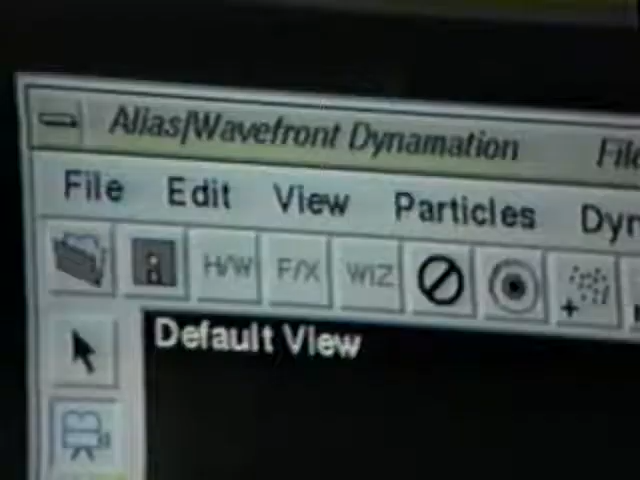 Alias/Wavefront Dynamation
File Edit View Particles
H/W F/X WIZ
Default View